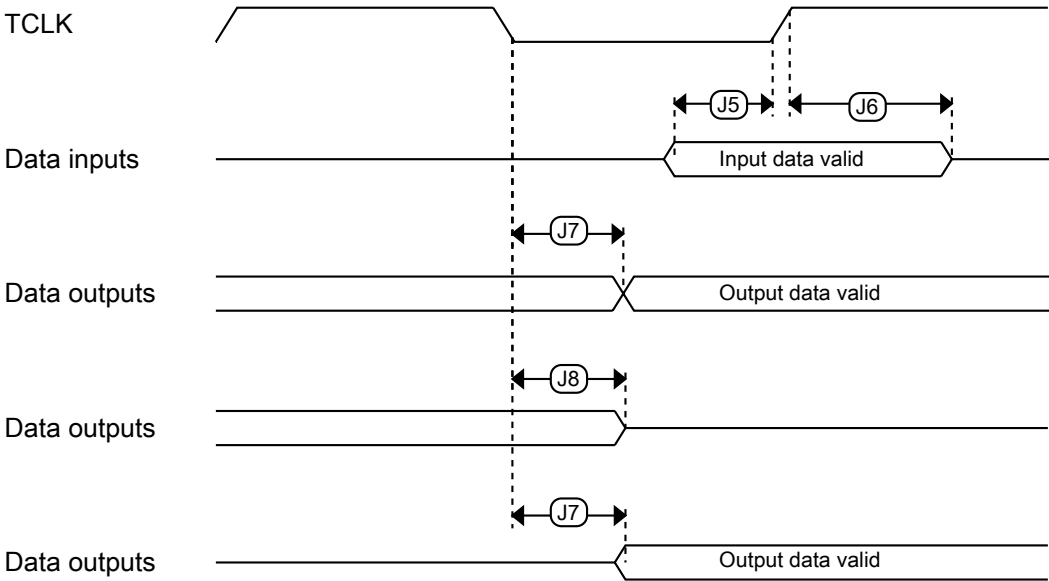 TCLK
J5
J6
Data inputs
Input data valid
J7
Data outputs
Output data valid
J8
Data outputs
J7
Data outputs
Output data valid